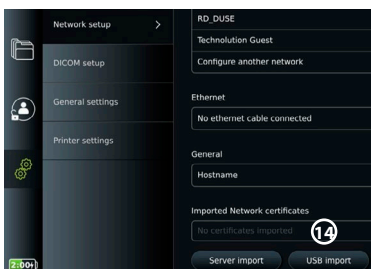 Network setup >
DICOM setup
General settings
Printer settings
RD_DUSE
Technolution Guest
Configure another network
Ethernet
No ethernet cable connected
General
Hostname
Imported Network certificates
No certificates imported
14
Server import USB import
2:00+